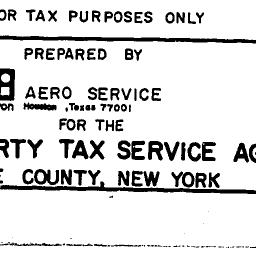 OR TAX PURPOSES ONLY
PREPARED BY
AERO SERVICE
Houston, Texas 77001
FOR THE
RTY TAX SERVICE AG
E COUNTY, NEW YORK